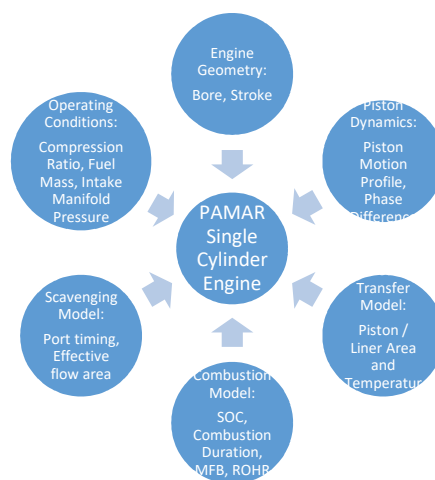 Engine
Geometry:
Bore, Stroke
Operating
Conditions:
Compression
Ratio, Fuel
Mass, Intake
Manifold
Pressure
Piston
Dynamics:
Piston
Motion
Profile,
Phase
Difference
PAMAR
Single
Cylinder
Engine
Scavenging
Model:
Port timing,
Effective
flow area
Transfer
Model:
Piston /
Liner Area
and
Temperature
Combustion
Model:
SOC,
Combustion
Duration,
MFB, ROHR